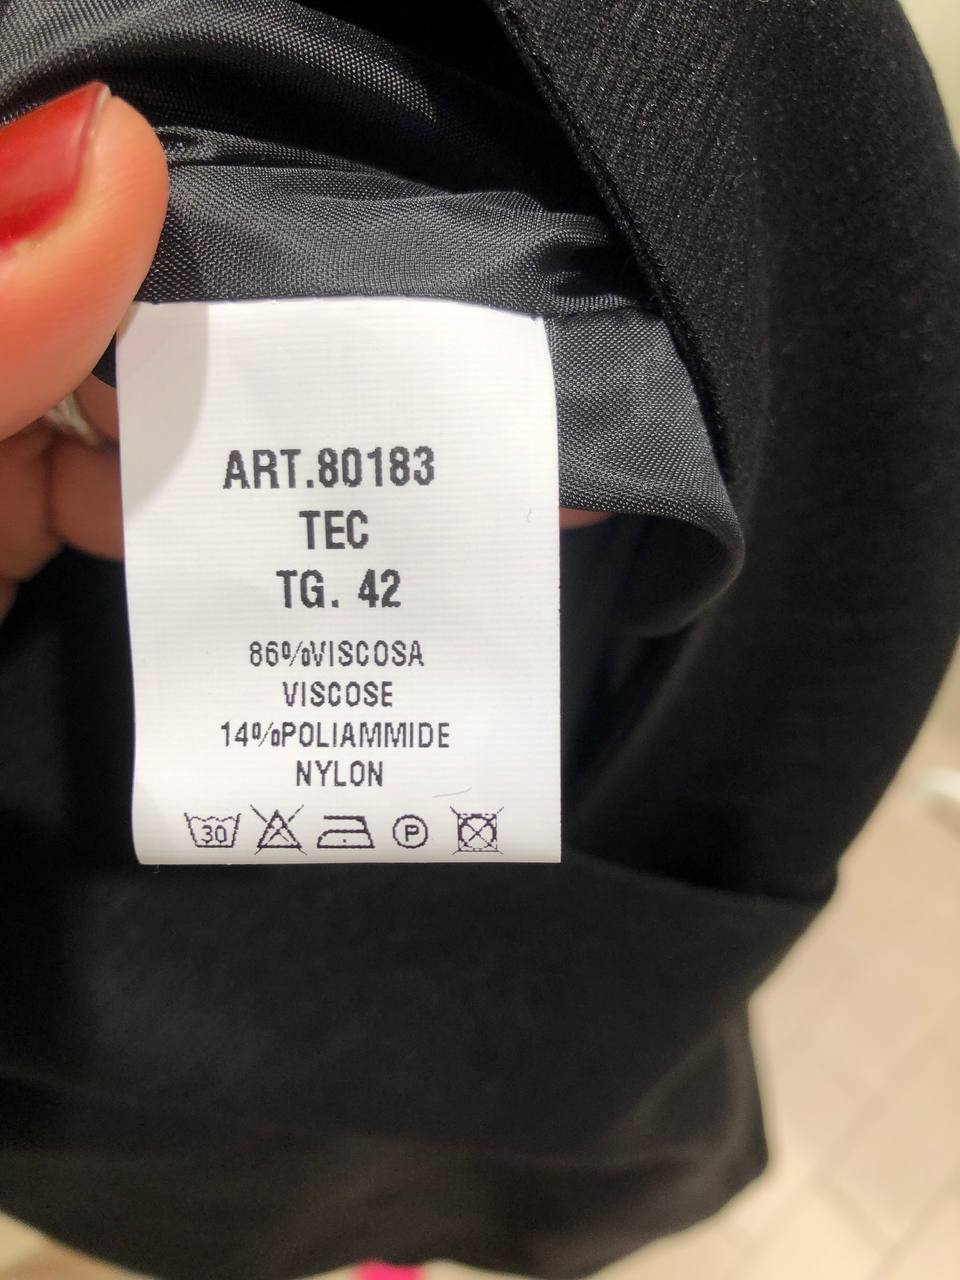 ART.80183
TEC
TG. 42
86%VISCOSA
VISCOSE
14%POLIAMMIDE
NYLON
30 P